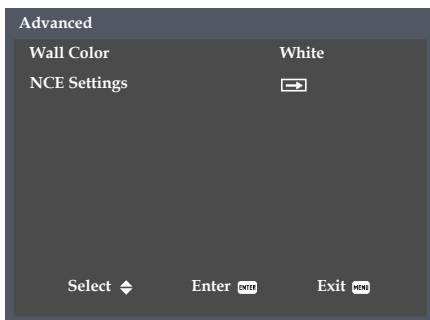 Advanced
Wall Color White
NCE Settings
Select Enter ENTER Exit MENU